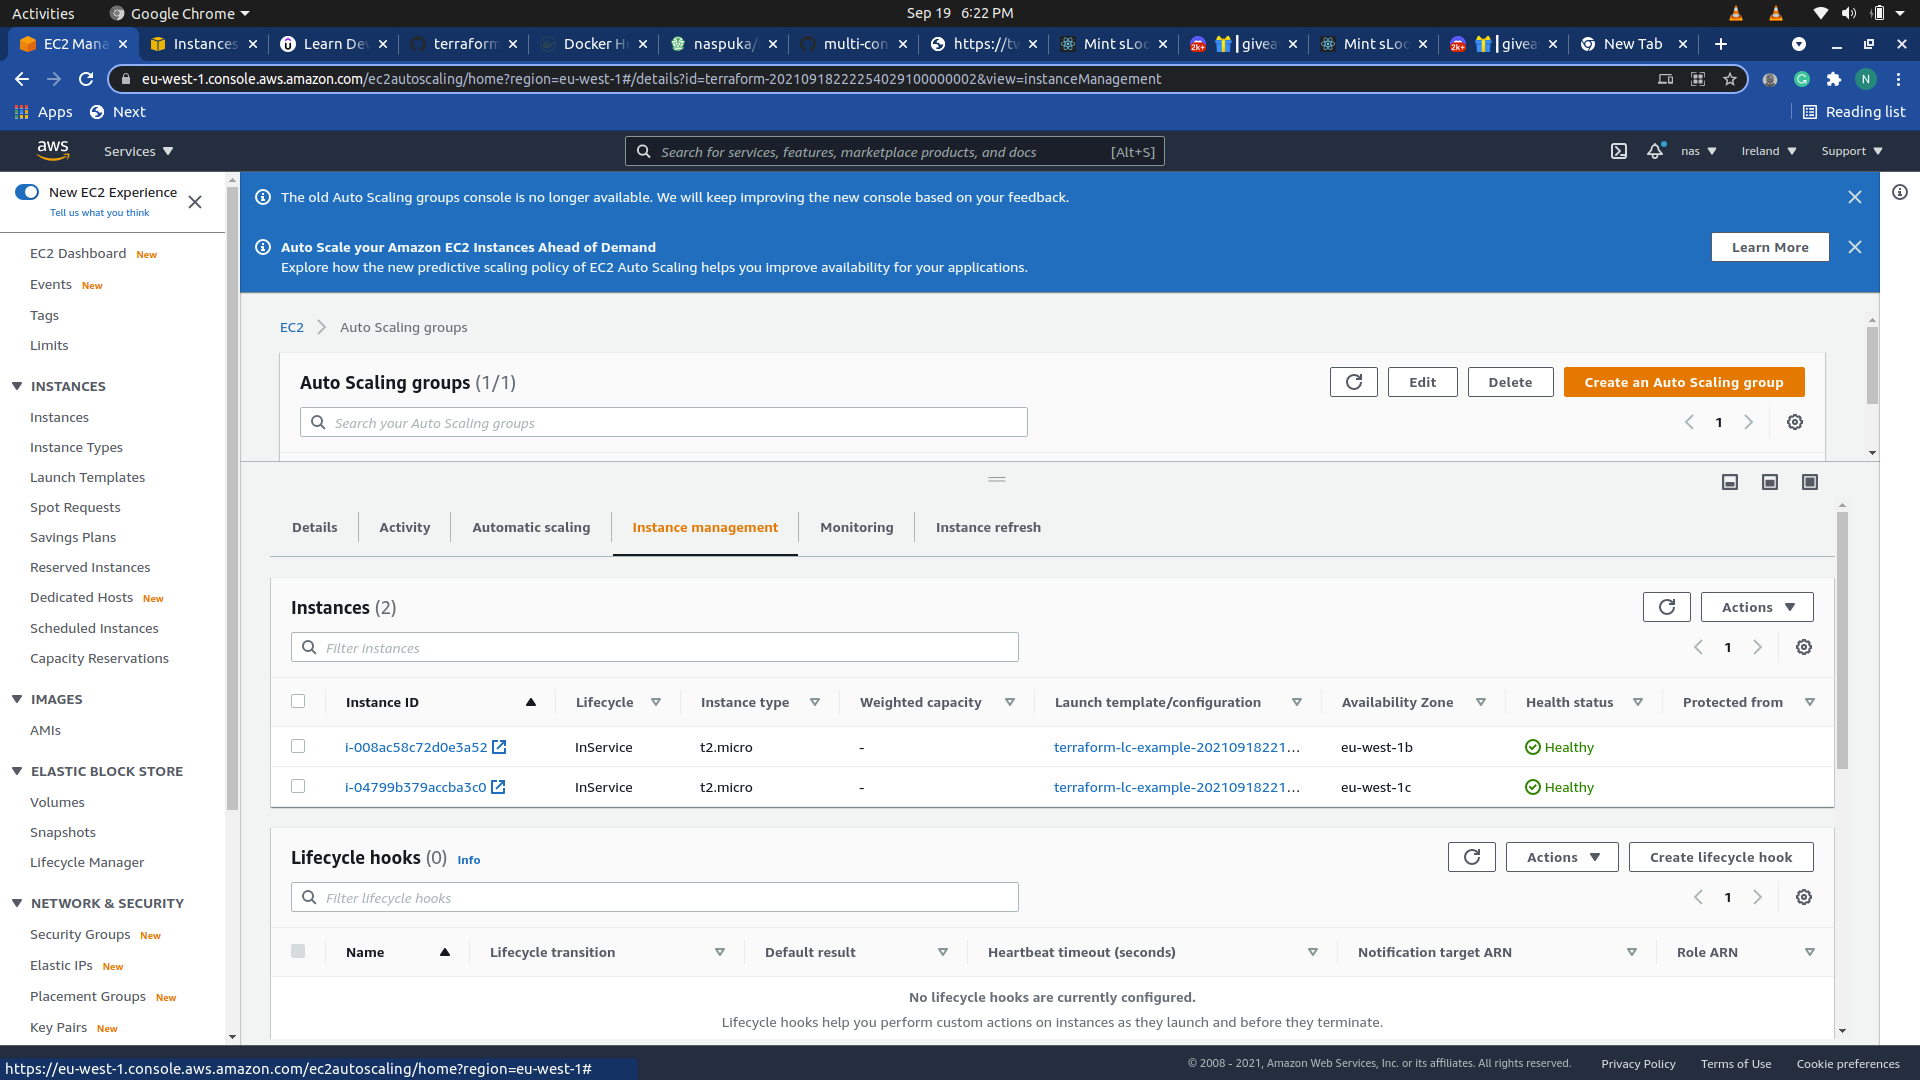 Activities
Google Chrome
Sep 19 6:22 PM
EC2 Mana
Instances
Learn Dev
terraform
Docker Hu
naspuka/
multi-con
https://tw
Mint sLoc
givea
Mint sLoc
givea
New Tab
eu-west-1.console.aws.amazon.com/ec2autoscaling/home?region=eu-west-1#/details?id=terraform-20210918222254029100000002&view=instanceManagement
N
Apps
Next
Reading list
aws
Services
Search for services, features, marketplace products, and docs
[Alt+S]
nas
Ireland
Support
New EC2 Experience
Tell us what you think
EC2 Dashboard New
Events New
Tags
Limits
INSTANCES
Instances
Instance Types
Launch Templates
Spot Requests
Savings Plans
Reserved Instances
Dedicated Hosts New
Scheduled Instances
Capacity Reservations
IMAGES
AMIs
ELASTIC BLOCK STORE
Volumes
Snapshots
Lifecycle Manager
NETWORK & SECURITY
Security Groups New
Elastic IPs New
Placement Groups New
Key Pairs New
The old Auto Scaling groups console is no longer available. We will keep improving the new console based on your feedback.
Auto Scale your Amazon EC2 Instances Ahead of Demand
Explore how the new predictive scaling policy of EC2 Auto Scaling helps you improve availability for your applications.
Learn More
EC2
Auto Scaling groups
Auto Scaling groups (1/1)
Edit
Delete
Create an Auto Scaling group
Search your Auto Scaling groups
1
Details
Activity
Automatic scaling
Instance management
Monitoring
Instance refresh
Instances (2)
Actions
Filter instances
1
Instance ID
Lifecycle
Instance type
Weighted capacity
Launch template/configuration
Availability Zone
Health status
Protected from
i-008ac58c72d0e3a52 InService t2.micro - terraform-lc-example-20210918221... eu-west-1b Healthy
i-04799b379accba3c0 InService t2.micro - terraform-lc-example-20210918221... eu-west-1c Healthy
Lifecycle hooks (0) Info
Actions
Create lifecycle hook
Filter lifecycle hooks
1
Name
Lifecycle transition
Default result
Heartbeat timeout (seconds)
Notification target ARN
Role ARN
No lifecycle hooks are currently configured.
Lifecycle hooks help you perform custom actions on instances as they launch and before they terminate.
https://eu-west-1.console.aws.amazon.com/ec2autoscaling/home?region=eu-west-1#
© 2008 - 2021, Amazon Web Services, Inc. or its affiliates. All rights reserved.
Privacy Policy
Terms of Use
Cookie preferences